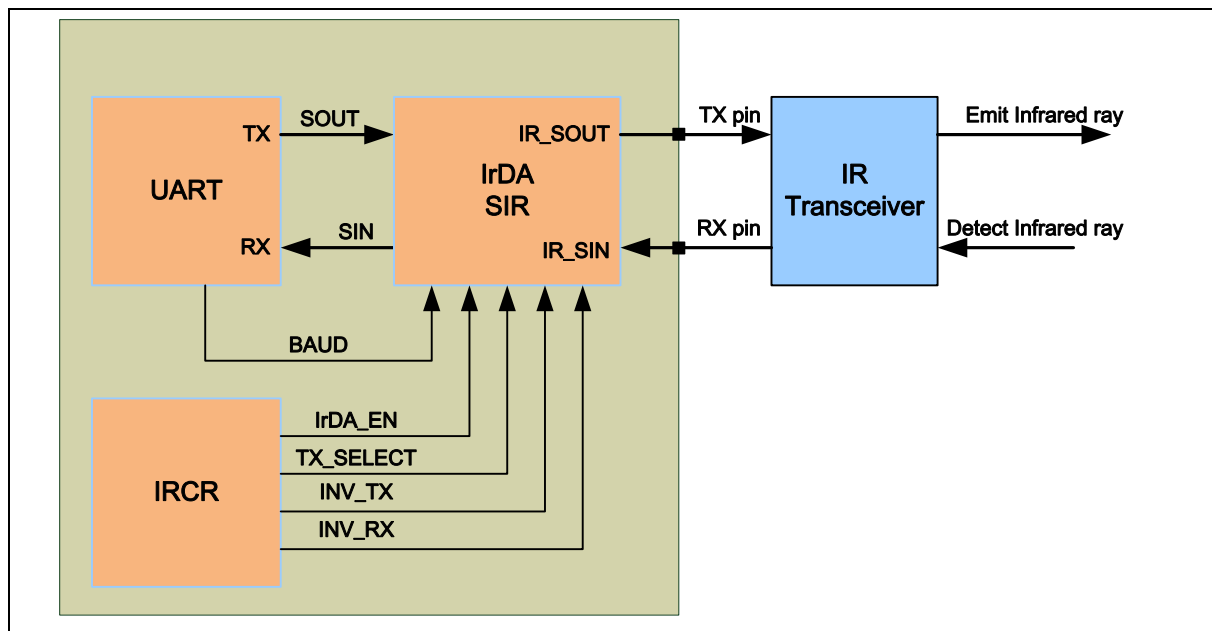 SOUT
TX
IR_SOUT
TX pin
Emit Infrared ray
UART
IrDA
SIR
IR
Transceiver
SIN
RX
IR_SIN
RX pin
Detect Infrared ray
BAUD
IrDA_EN
TX_SELECT
IRCR
INV_TX
INV_RX